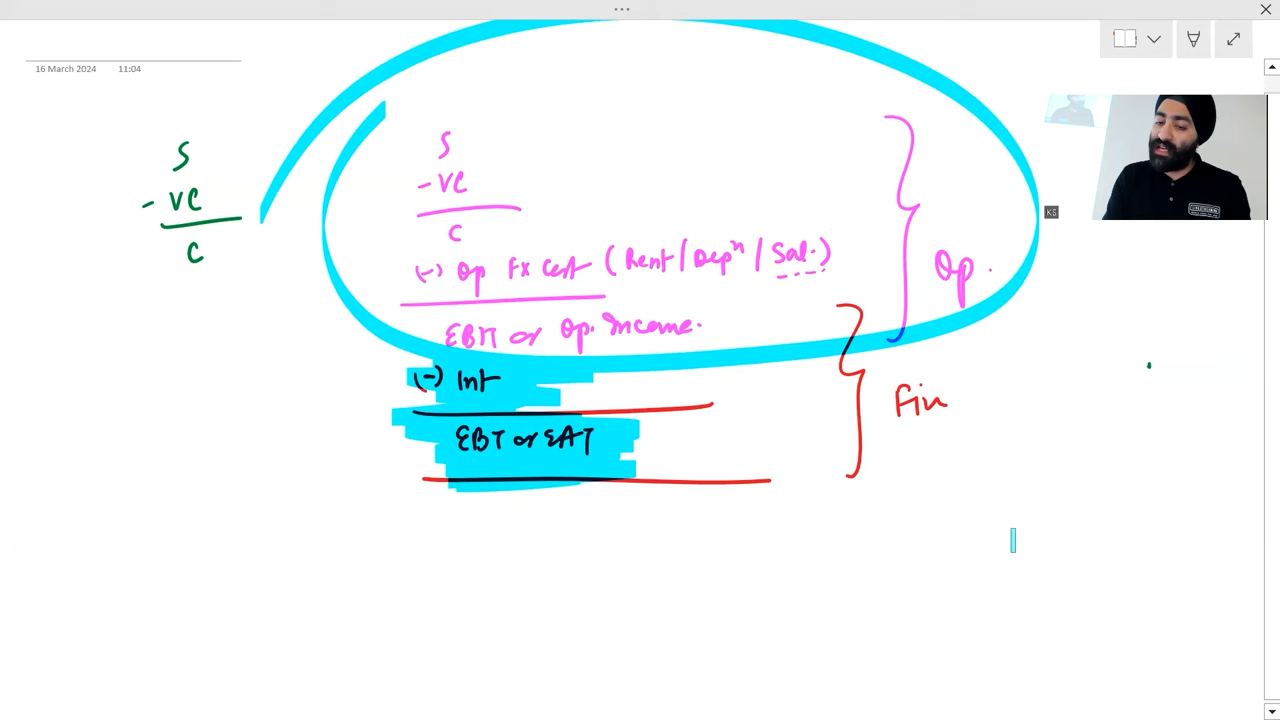 16 March 2024 11:04
S
- VC
C
S
- VC
C
(-) Op Fx Cost (Rent/Depⁿ/Sal.)
EBIT or Op. Income.
Op.
(-) Int
EBT or EAT
Fin
KS